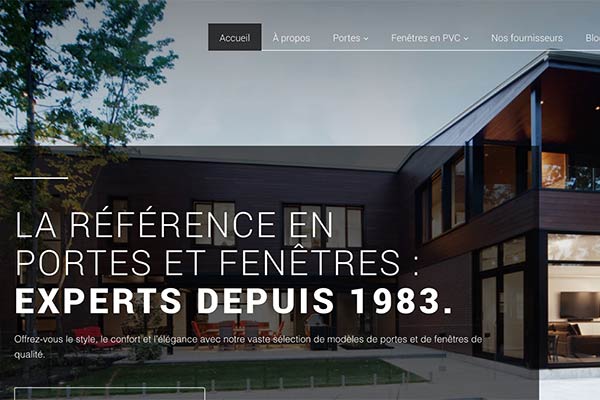 Accueil À propos Portes Fenêtres en PVC Nos fournisseurs
LA RÉFÉRENCE EN
PORTES ET FENÊTRES :
EXPERTS DEPUIS 1983.
Offrez-vous le style, le confort et l'élégance avec notre vaste sélection de modèles de portes et de fenêtres de
qualité.